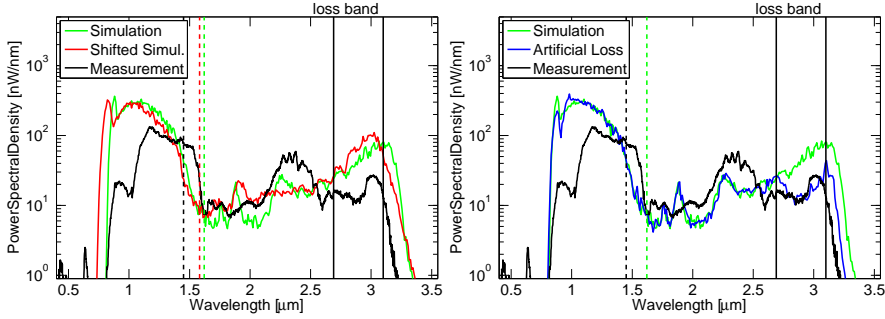 loss band
Simulation
Shifted Simul.
Measurement
PowerSpectralDensity [nW/nm]
10³
10²
10¹
10⁰
0.5 1 1.5 2 2.5 3 3.5
Wavelength [µm]
loss band
Simulation
Artificial Loss
Measurement
PowerSpectralDensity [nW/nm]
10³
10²
10¹
10⁰
0.5 1 1.5 2 2.5 3 3.5
Wavelength [µm]